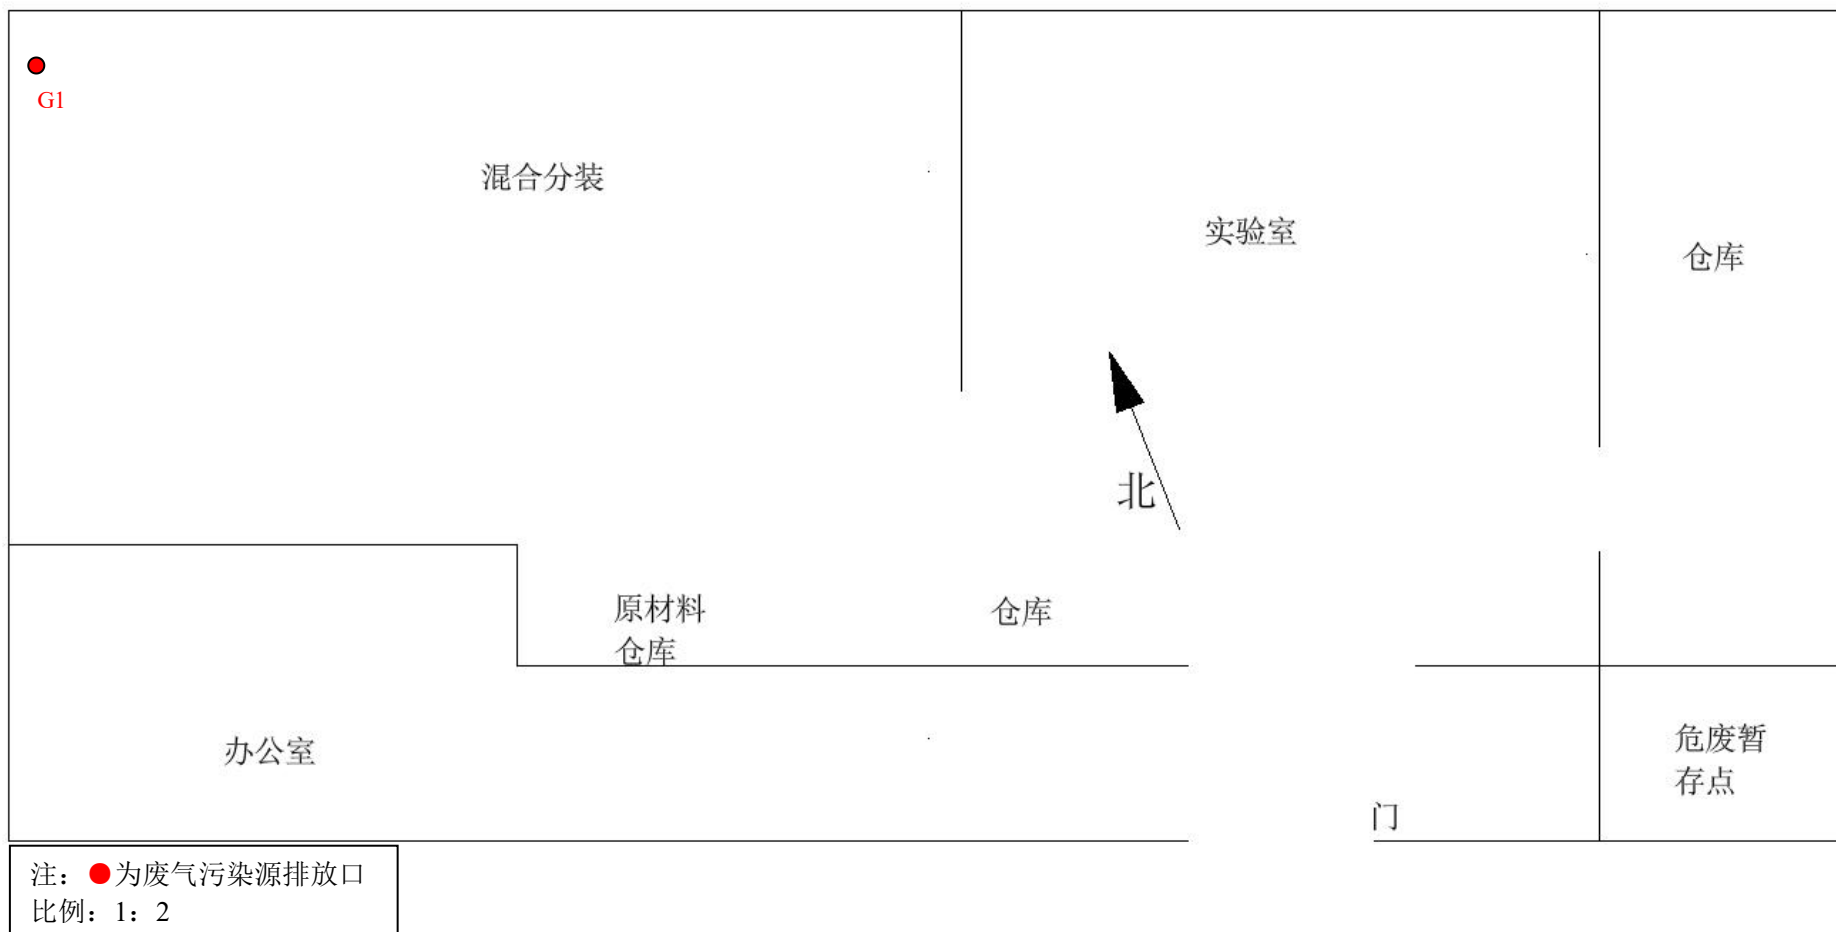 G1
混合分装
实验室
仓库
北
原材料
仓库
仓库
办公室
危废暂
存点
门
注：●为废气污染源排放口
比例：1：2